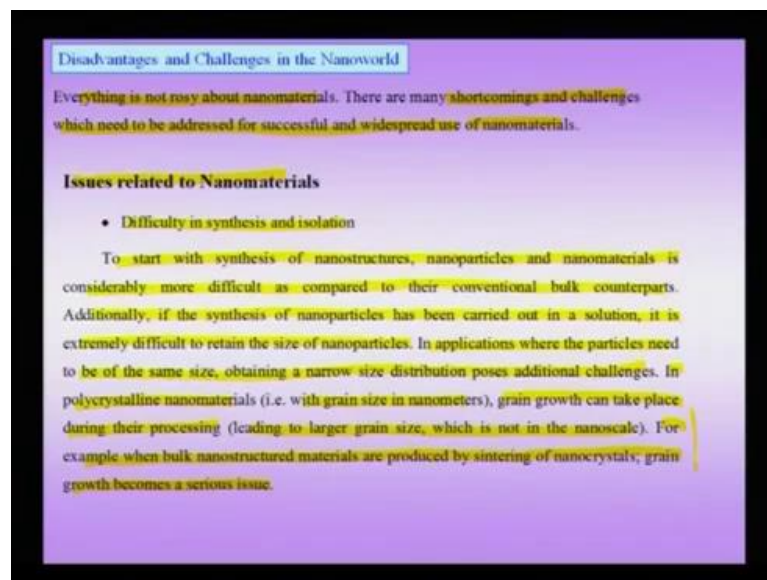 Disadvantages and Challenges in the Nanoworld
Everything is not rosy about nanomaterials. There are many shortcomings and challenges
which need to be addressed for successful and widespread use of nanomaterials.
Issues related to Nanomaterials
• Difficulty in synthesis and isolation
To start with synthesis of nanostructures, nanoparticles and nanomaterials is
considerably more difficult as compared to their conventional bulk counterparts.
Additionally, if the synthesis of nanoparticles has been carried out in a solution, it is
extremely difficult to retain the size of nanoparticles. In applications where the particles need
to be of the same size, obtaining a narrow size distribution poses additional challenges. In
polycrystalline nanomaterials (i.e. with grain size in nanometers), grain growth can take place
during their processing (leading to larger grain size, which is not in the nanoscale). For
example when bulk nanostructured materials are produced by sintering of nanocrystals; grain
growth becomes a serious issue.